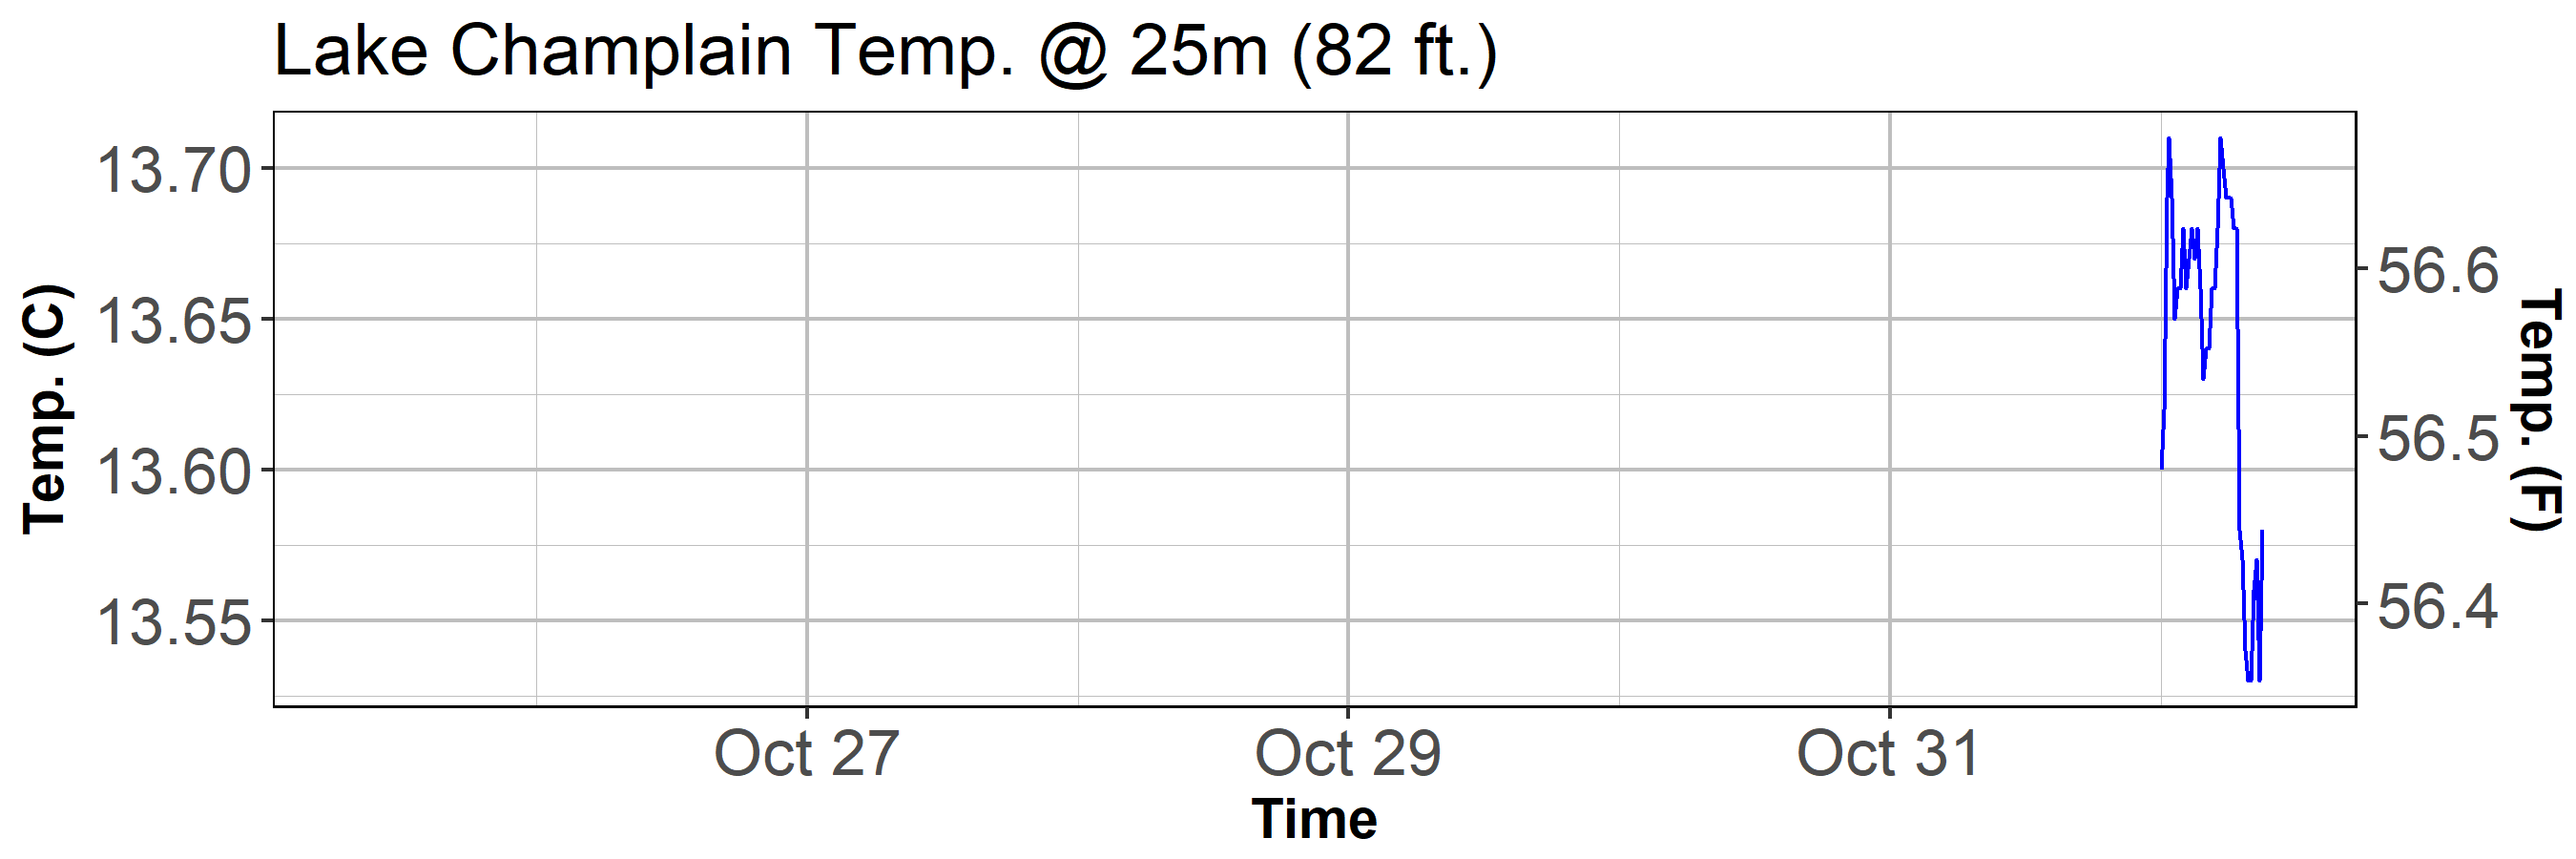 Lake Champlain Temp. @ 25m (82 ft.)
Temp. (C)
13.70
13.65
13.60
13.55
56.6
56.5
56.4
Temp. (F)
Oct 27
Oct 29
Oct 31
Time